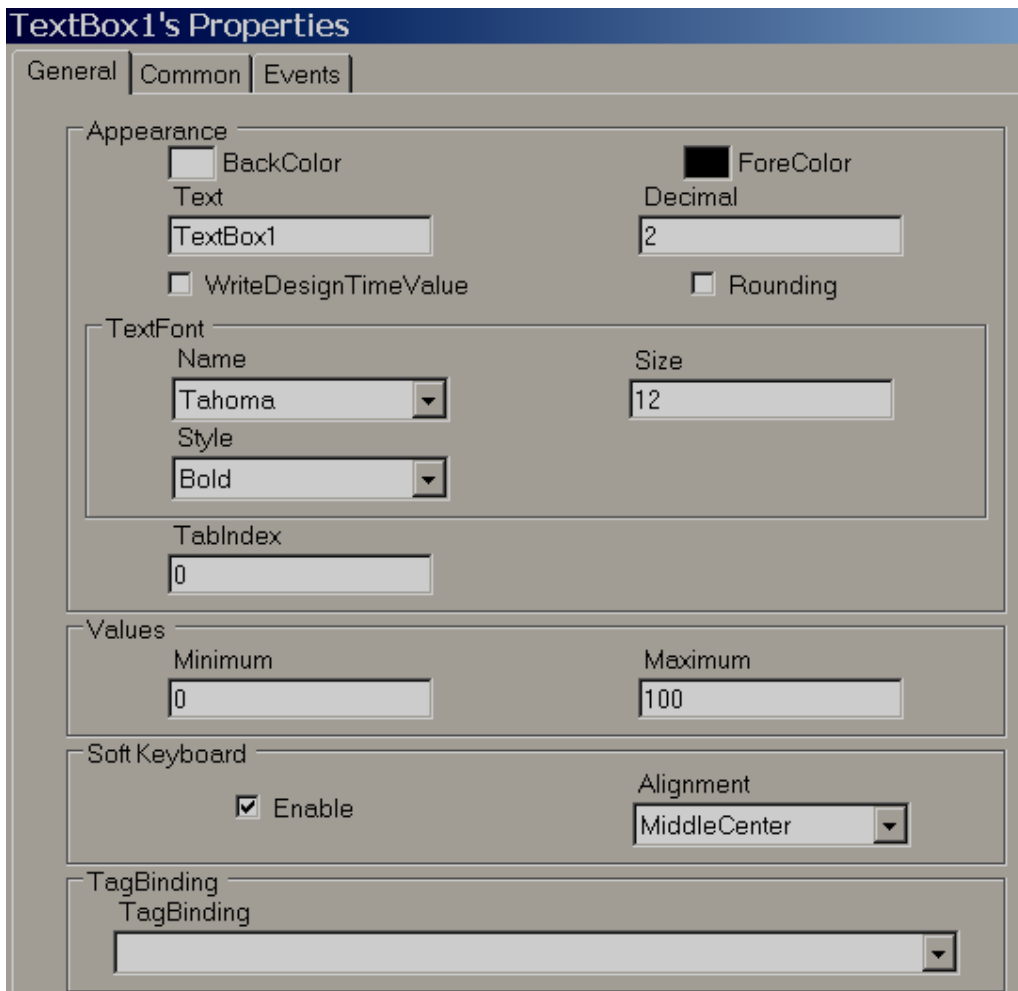 TextBox1's Properties
General Common Events
Appearance
BackColor ForeColor
Text Decimal
TextBox1 2
WriteDesignTimeValue Rounding
TextFont
Name Size
Tahoma 12
Style
Bold
TabIndex
0
Values
Minimum Maximum
0 100
Soft Keyboard
Alignment
Enable MiddleCenter
TagBinding
TagBinding